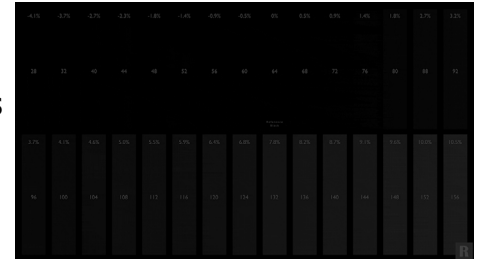 -4.1% -3.7% -2.7% -2.3% -1.8% -1.4% -0.9% -0.5% 0% 0.5% 0.9% 1.4% 1.8% 2.7% 3.2%
28 32 40 44 48 52 56 60 64 68 72 76 80 88 92
3.7% 4.1% 4.6% 5.0% 5.5% 5.9% 6.4% 6.8% 7.8% 8.2% 8.7% 9.1% 9.6% 10.0% 10.5%
96 100 104 108 112 116 120 124 132 136 140 144 148 152 156
R